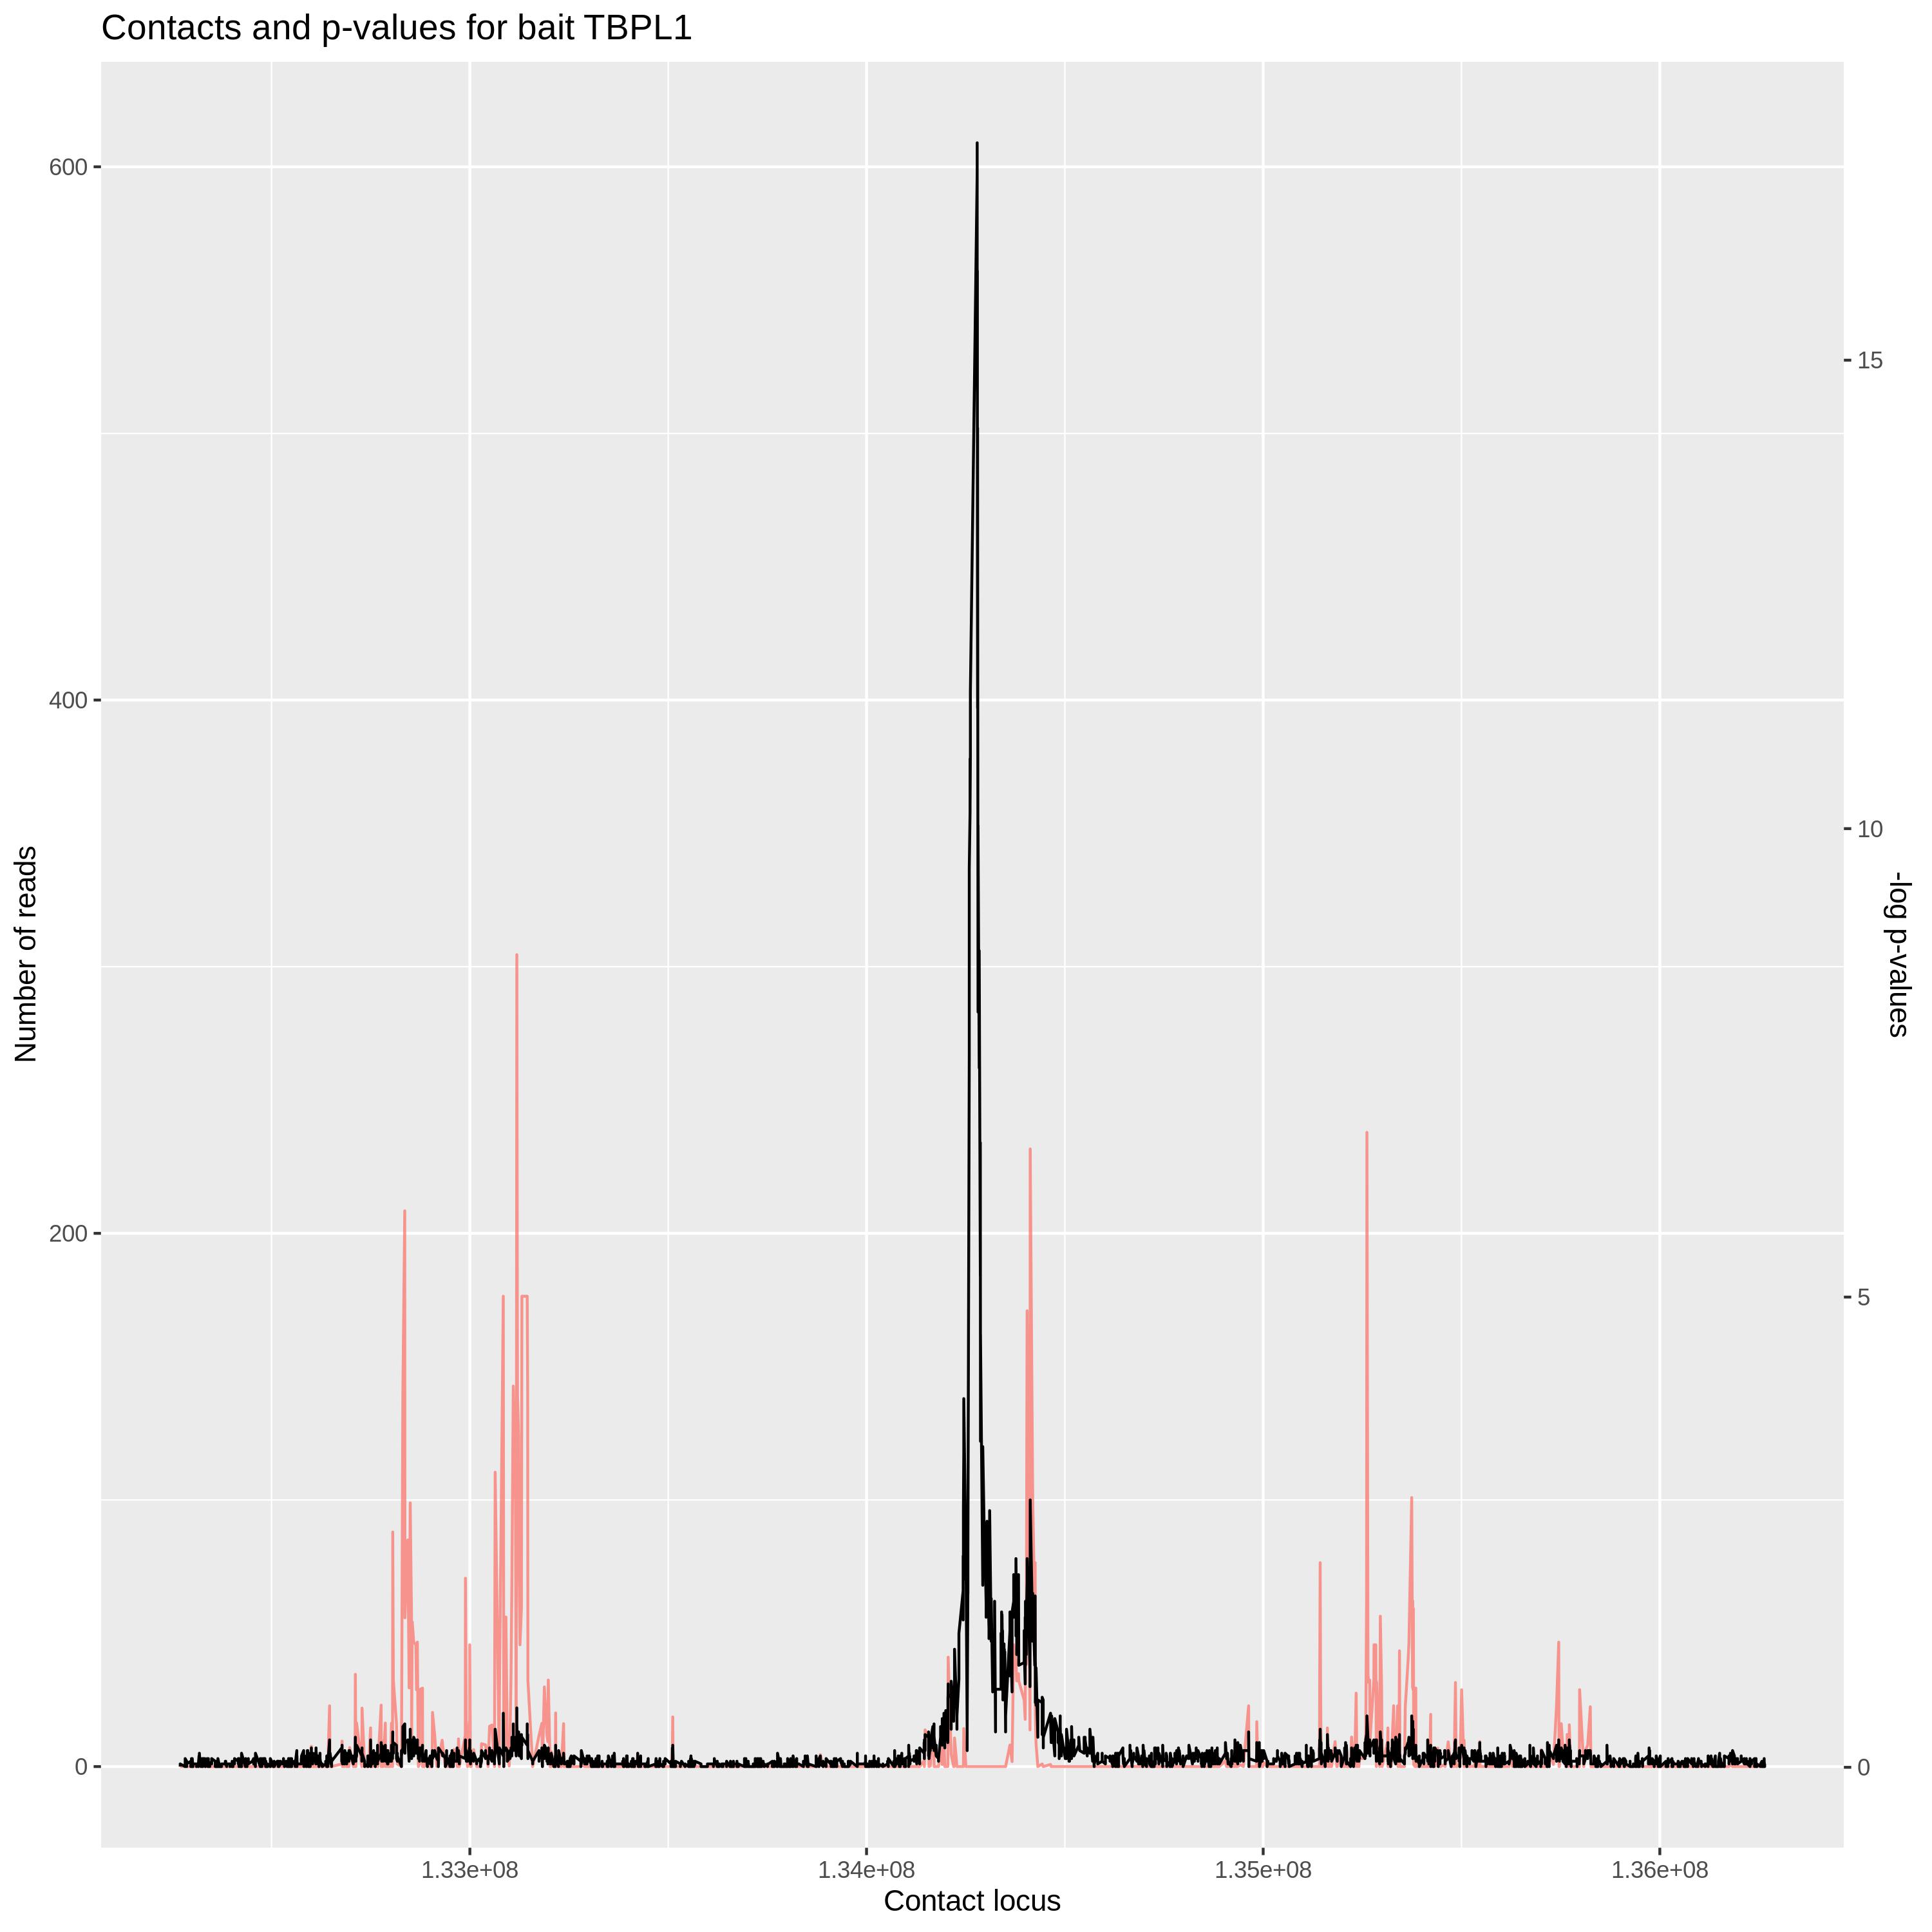 Contacts and p-values for bait TBPL1
Number of reads
600
400
200
0
15
10
5
0
-log p-values
1.33e+08
1.34e+08
1.35e+08
1.36e+08
Contact locus